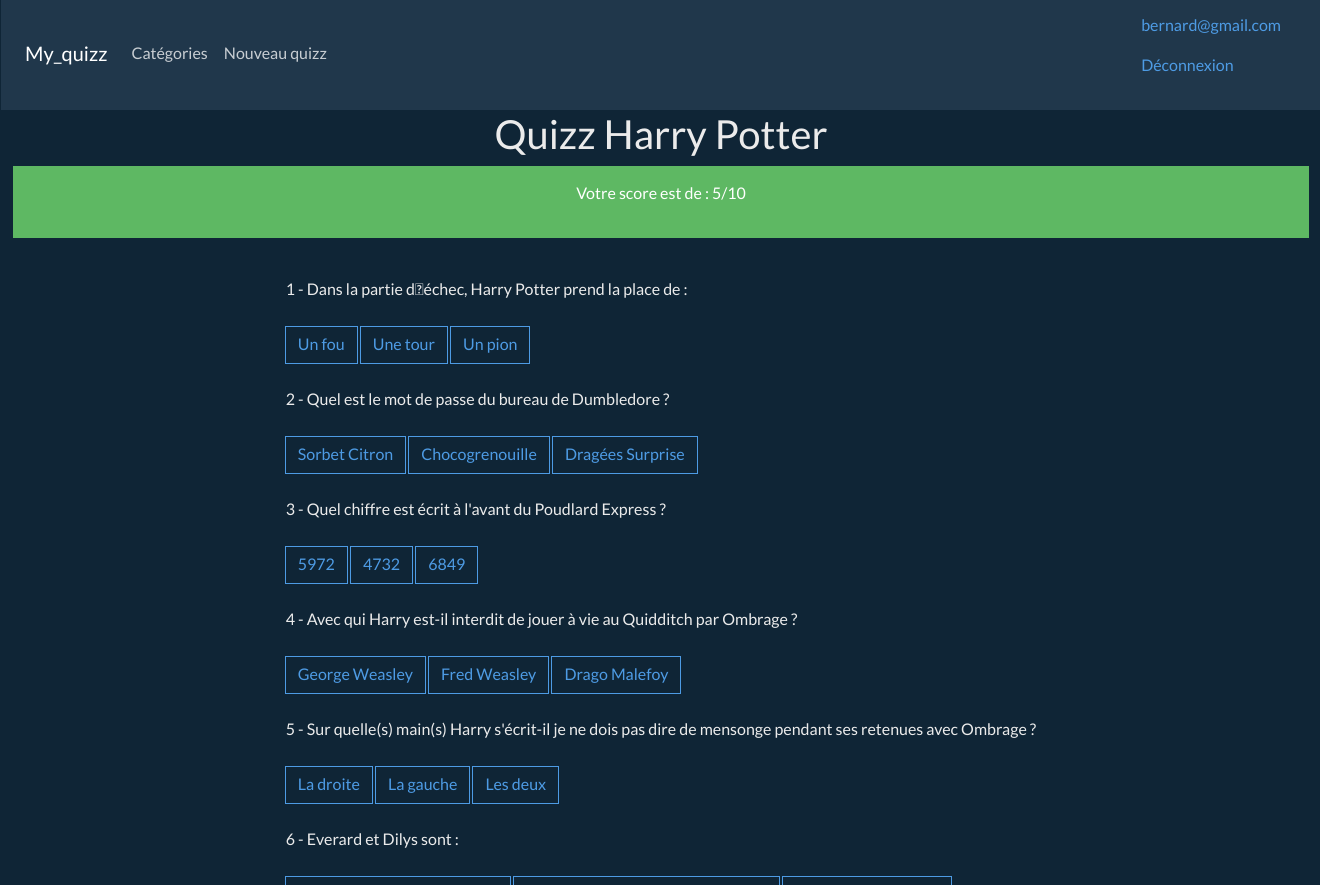 My_quizz Catégories Nouveau quizz
bernard@gmail.com
Déconnexion
Quizz Harry Potter
Votre score est de : 5/10
1 - Dans la partie d�échec, Harry Potter prend la place de :
Un fou Une tour Un pion
2 - Quel est le mot de passe du bureau de Dumbledore ?
Sorbet Citron Chocogrenouille Dragées Surprise
3 - Quel chiffre est écrit à l'avant du Poudlard Express ?
5972 4732 6849
4 - Avec qui Harry est-il interdit de jouer à vie au Quidditch par Ombrage ?
George Weasley Fred Weasley Drago Malefoy
5 - Sur quelle(s) main(s) Harry s'écrit-il je ne dois pas dire de mensonge pendant ses retenues avec Ombrage ?
La droite La gauche Les deux
6 - Everard et Dilys sont :